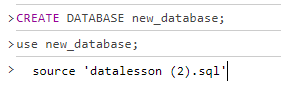 >CREATE DATABASE new_database;
>use new_database;
> source 'datalesson (2).sql'